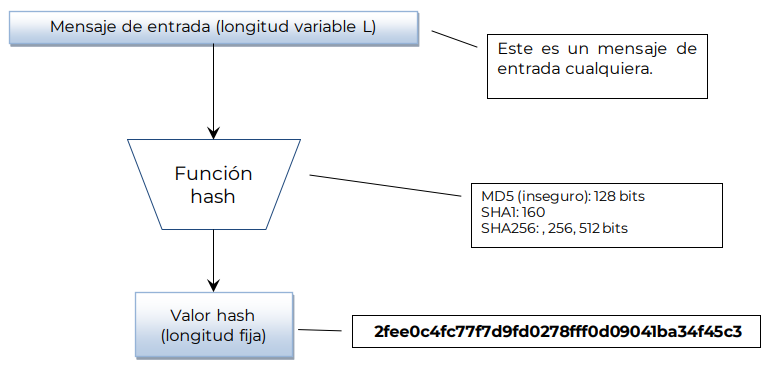 Mensaje de entrada (longitud variable L)
Este es un mensaje de
entrada cualquiera.
Función
hash
MD5 (inseguro): 128 bits
SHA1: 160
SHA256: , 256, 512 bits
Valor hash
(longitud fija)
2fee0c4fc77f7d9fd0278fff0d09041ba34f45c3